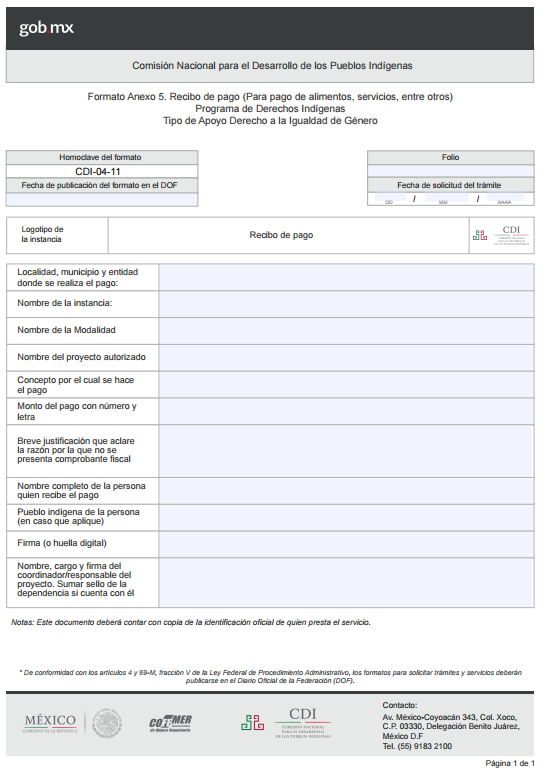 gob.mx
Comisión Nacional para el Desarrollo de los Pueblos Indígenas
Formato Anexo 5. Recibo de pago (Para pago de alimentos, servicios, entre otros)
Programa de Derechos Indígenas
Tipo de Apoyo Derecho a la Igualdad de Género
Homoclave del formato
CDI-04-11
Fecha de publicación del formato en el DOF
Folio
Fecha de solicitud del trámite
/ /
DD MM AAAA
Logotipo de
la instancia
Recibo de pago
CDI
COMISIÓN NACIONAL
PARA EL DESARROLLO
DE LOS PUEBLOS INDÍGENAS
Localidad, municipio y entidad
donde se realiza el pago:
Nombre de la instancia:
Nombre de la Modalidad
Nombre del proyecto autorizado
Concepto por el cual se hace
el pago
Monto del pago con número y
letra
Breve justificación que aclare
la razón por la que no se
presenta comprobante fiscal
Nombre completo de la persona
quien recibe el pago
Pueblo indígena de la persona
(en caso que aplique)
Firma (o huella digital)
Nombre, cargo y firma del
coordinador/responsable del
proyecto. Sumar sello de la
dependencia si cuenta con él
Notas: Este documento deberá contar con copia de la identificación oficial de quien presta el servicio.
* De conformidad con los artículos 4 y 69-M, fracción V de la Ley Federal de Procedimiento Administrativo, los formatos para solicitar trámites y servicios deberán
publicarse en el Diario Oficial de la Federación (DOF).
MÉXICO
GOBIERNO DE LA REPÚBLICA
COFEMER
de Mejora Regulatoria
CDI
COMISIÓN NACIONAL
PARA EL DESARROLLO
DE LOS PUEBLOS INDÍGENAS
Contacto:
Av. México-Coyoacán 343, Col. Xoco,
C.P. 03330, Delegación Benito Juárez,
México D.F
Tel. (55) 9183 2100
Página 1 de 1